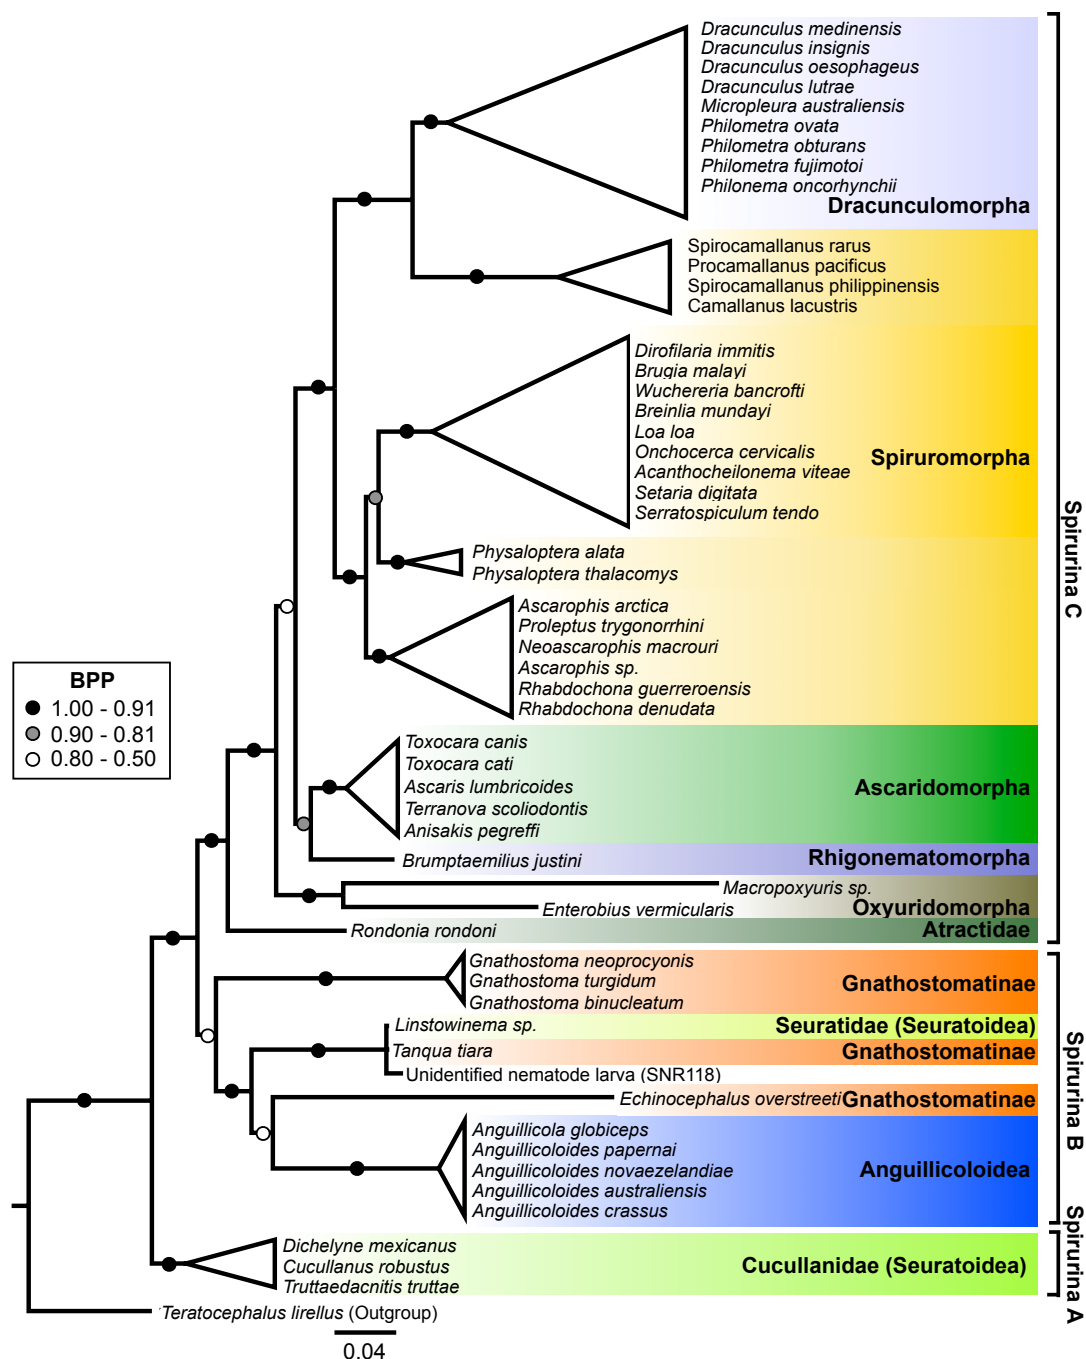 Dracunculus medinensis
Dracunculus insignis
Dracunculus oesophageus
Dracunculus lutrae
Micropleura australiensis
Philometra ovata
Philometra obturans
Philometra fujimotoi
Philonema oncorhynchii
Dracunculomorpha
Spirocamallanus rarus
Procamallanus pacificus
Spirocamallanus philippinensis
Camallanus lacustris
Dirofilaria immitis
Brugia malayi
Wuchereria bancrofti
Breinlia mundayi
Loa loa
Onchocerca cervicalis
Acanthocheilonema viteae
Setaria digitata
Serratospiculum tendo
Spiruromorpha
Physaloptera alata
Physaloptera thalacomys
Ascarophis arctica
Proleptus trygonorrhini
Neoascarophis macrouri
Ascarophis sp.
Rhabdochona guerreroensis
Rhabdochona denudata
Toxocara canis
Toxocara cati
Ascaris lumbricoides
Terranova scoliodontis
Anisakis pegreffi
Ascaridomorpha
Brumptaemilius justini
Rhigonematomorpha
Macropoxyuris sp.
Enterobius vermicularis
Oxyuridomorpha
Rondonia rondoni
Atractidae
Spirurina C
Gnathostoma neoprocyonis
Gnathostoma turgidum
Gnathostoma binucleatum
Gnathostomatinae
Linstowinema sp.
Seuratidae (Seuratoidea)
Tanqua tiara
Gnathostomatinae
Unidentified nematode larva (SNR118)
Echinocephalus overstreeti
Gnathostomatinae
Anguillicola globiceps
Anguillicoloides papernai
Anguillicoloides novaezelandiae
Anguillicoloides australiensis
Anguillicoloides crassus
Anguillicoloidea
Spirurina B
Dichelyne mexicanus
Cucullanus robustus
Truttaedacnitis truttae
Cucullanidae (Seuratoidea)
Spirurina A
Teratocephalus lirellus (Outgroup)
0.04
BPP
1.00 - 0.91
0.90 - 0.81
0.80 - 0.50